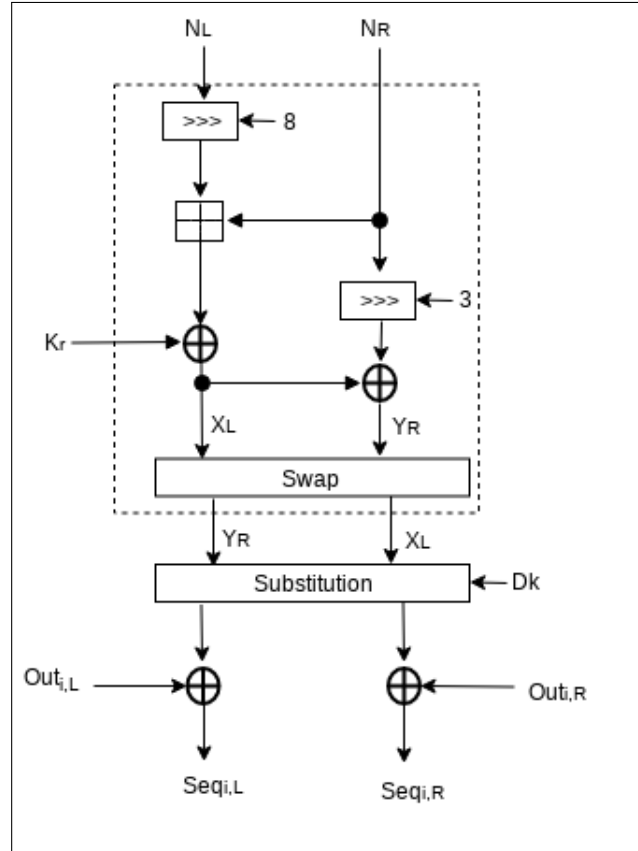 NL NR
>>> 8
>>> 3
Kr
XL YR
Swap
YR XL
Substitution Dk
Outi,L Outi,R
Seqi,L Seqi,R